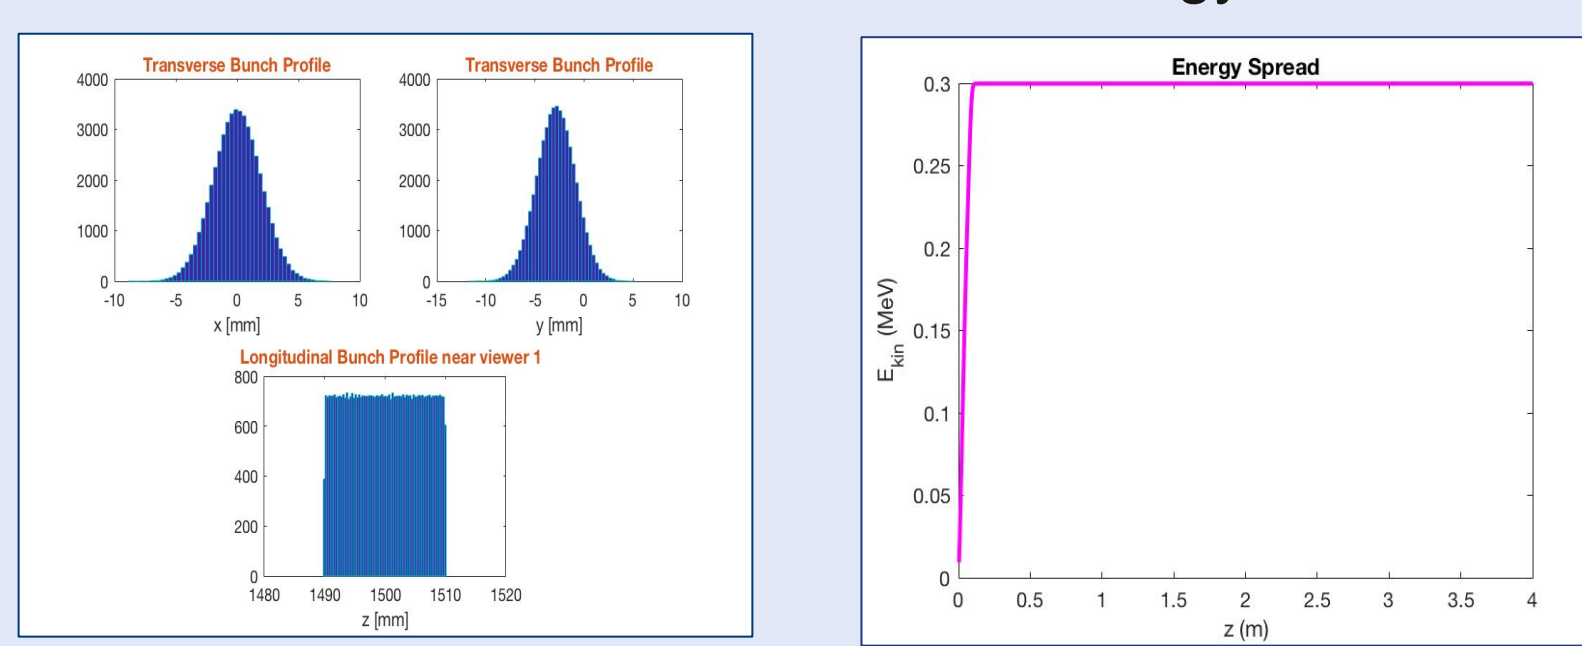 gy
Transverse Bunch Profile
4000
3000
2000
1000
0
-10 -5 0 5 10
x [mm]
Transverse Bunch Profile
4000
3000
2000
1000
0
-15 -10 -5 0 5 10
y [mm]
Longitudinal Bunch Profile near viewer 1
800
600
400
200
0
1480 1490 1500 1510 1520
z [mm]
Energy Spread
0.3
0.25
0.2
0.15
0.1
0.05
0
E_kin (MeV)
0 0.5 1 1.5 2 2.5 3 3.5 4
z (m)